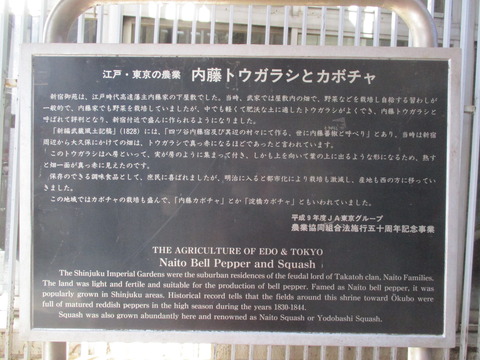 江戸・東京の農業 内藤トウガラシとカボチャ
新宿御苑は、江戸時代高遠藩主内藤家の下屋敷でした。当時、武家では屋敷内の畑で、野菜などを栽培し自給する習わしが
一般的で、内藤家でも野菜を栽培していましたが、中でも軽くて肥沃な土に適したトウガラシがよくでき、内藤トウガラシと
呼ばれて評判となり、新宿付近で盛んに作られるようになりました。
「新編武蔵風土記稿」(1828)には、「四ツ谷内藤宿及び其辺の村々にて作る、世に内藤蕃椒と呼べり」とあり、当時は新宿
周辺から大久保にかけての畑は、トウガラシで真っ赤になるほどであったと言われています。
このトウガラシは八房といって、実が房のように集まって付き、しかも上を向いて葉の上に出るような形になるため、熟す
と畑一面が真っ赤に見えたのです。
保存のできる調味食品として、庶民に喜ばれましたが、明治に入ると都市化により栽培も激減し、産地も西の方に移ってい
きました。
この地域ではカボチャの栽培も盛んで、「内藤カボチャ」とか「淀橋カボチャ」ともいわれていました。
平成9年度JA東京グループ
農業協同組合法施行五十周年記念事業
THE AGRICULTURE OF EDO & TOKYO
Naito Bell Pepper and Squash
The Shinjuku Imperial Gardens were the suburban residences of the feudal lord of Takatoh clan, Naito Families.
The land was light and fertile and suitable for the production of bell pepper. Famed as Naito bell pepper, it was
popularly grown in Shinjuku areas. Historical record tells that the fields around this shrine toward Ōkubo were
full of matured reddish peppers in the high season during the years 1830-1844.
Squash was also grown abundantly here and renowned as Naito Squash or Yodobashi Squash.